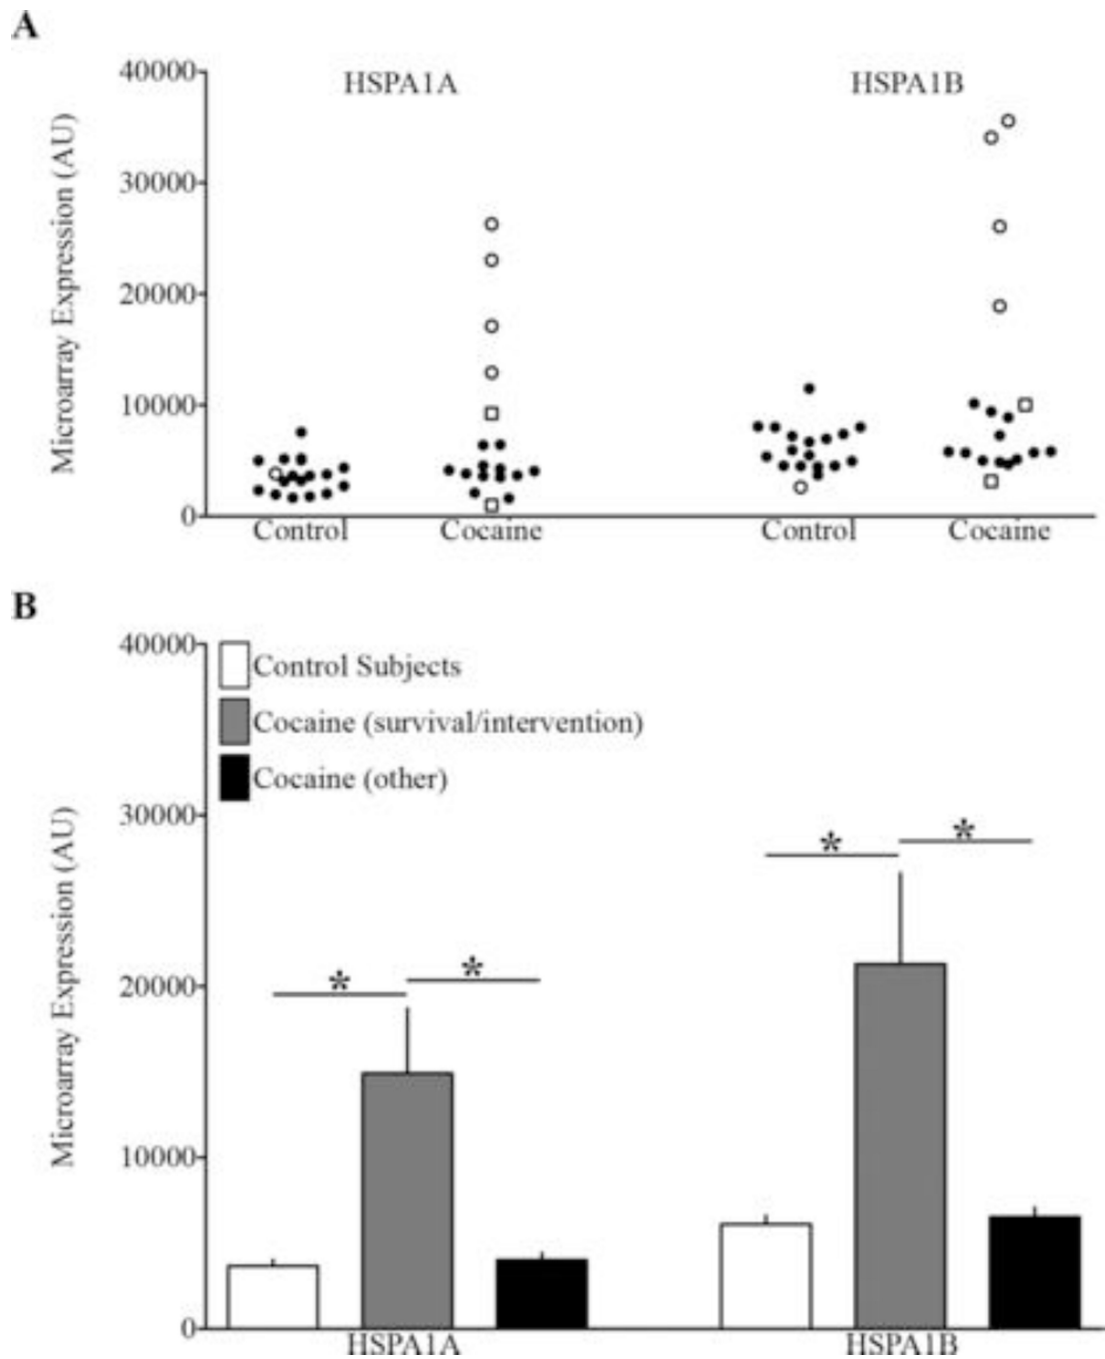 A
40000
HSPA1A
HSPA1B
30000
20000
10000
0
Microarray Expression (AU)
Control
Cocaine
Control
Cocaine
B
40000
Control Subjects
Cocaine (survival/intervention)
Cocaine (other)
30000
20000
10000
0
Microarray Expression (AU)
*
*
*
*
HSPA1A
HSPA1B